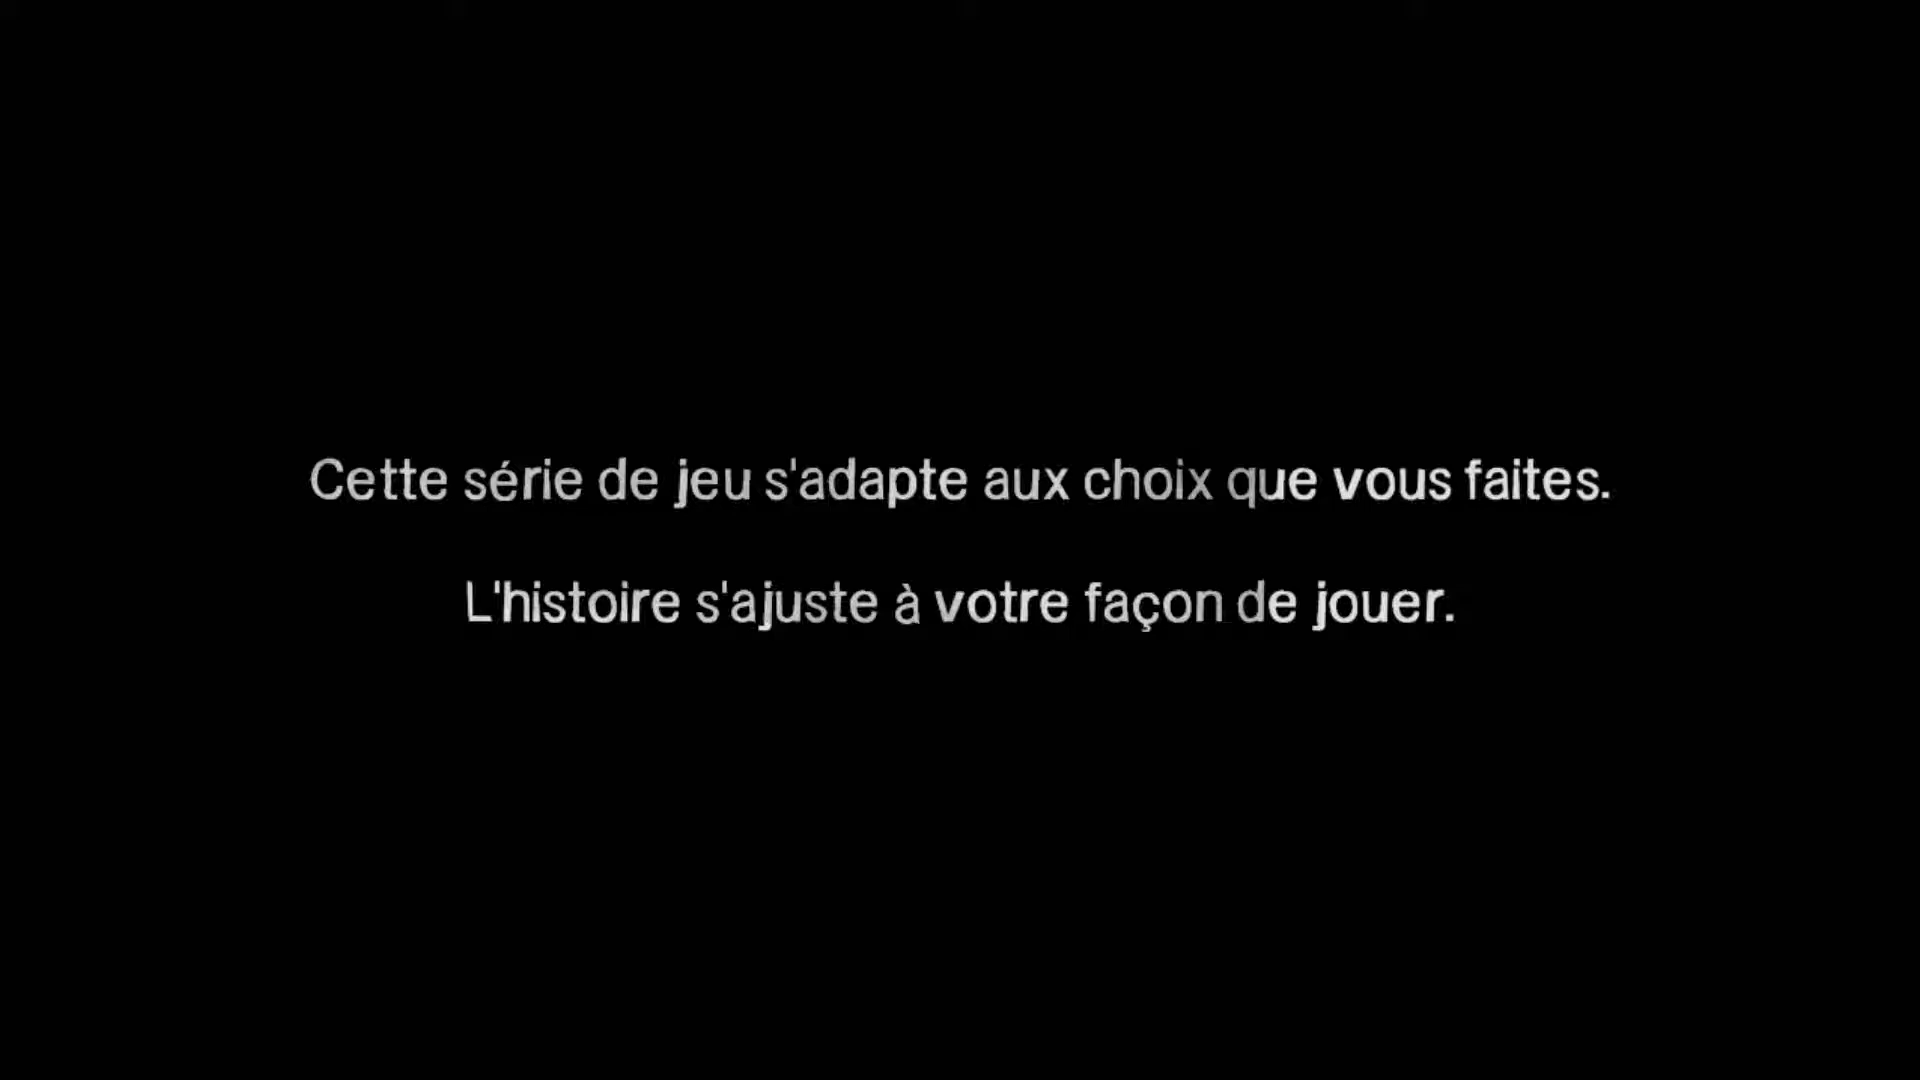 Cette série de jeu s'adapte aux choix que vous faites.
L'histoire s'ajuste à votre façon de jouer.